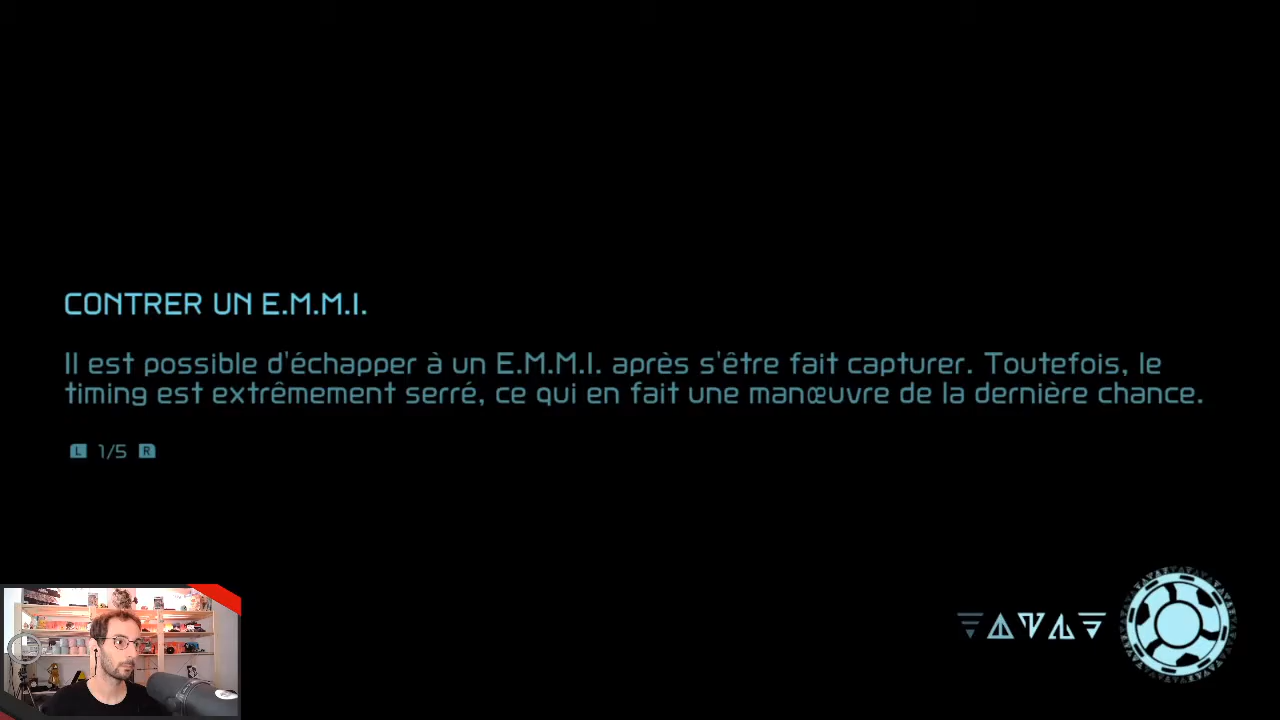 CONTRER UN E.M.M.I.
Il est possible d'échapper à un E.M.M.I. après s'être fait capturer. Toutefois, le
timing est extrêmement serré, ce qui en fait une manœuvre de la dernière chance.
L 1/5 R